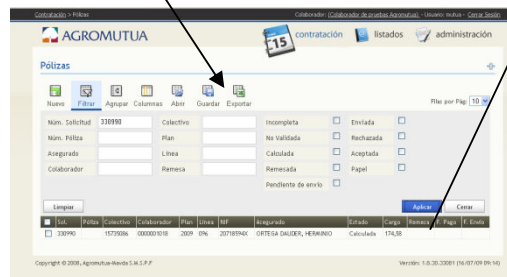 Contratación > Pólizas
Colaborador: (Colaborador de pruebas Agromutua) - Usuario: mutua - Cerrar Sesión
AGROMUTUA
15 contratación listados administración
Pólizas
Nuevo Filtrar Agrupar Columnas Abrir Guardar Exportar
Filas por Pág: 10
Núm. Solicitud 330990 Colectivo Incompleta Enviada
Núm. Póliza Plan No Validada Rechazada
Asegurado Línea Calculada Aceptada
Colaborador Remesa Remesada Papel
Pendiente de envío
Limpiar Aplicar Cerrar
Sol. Póliza Colectivo Colaborador Plan Línea NIF Asegurado Estado Cargo Remesa F. Pago F. Envío
330990 15735086 0000001018 2009 096 20718594X ORTEGA DAUDER, HERMINIO Calculada 174,58
Copyright © 2008, Agromutua-Mavda S.M.S.P.F
Versión: 1.0.30.33001 (16/07/09 09:14)